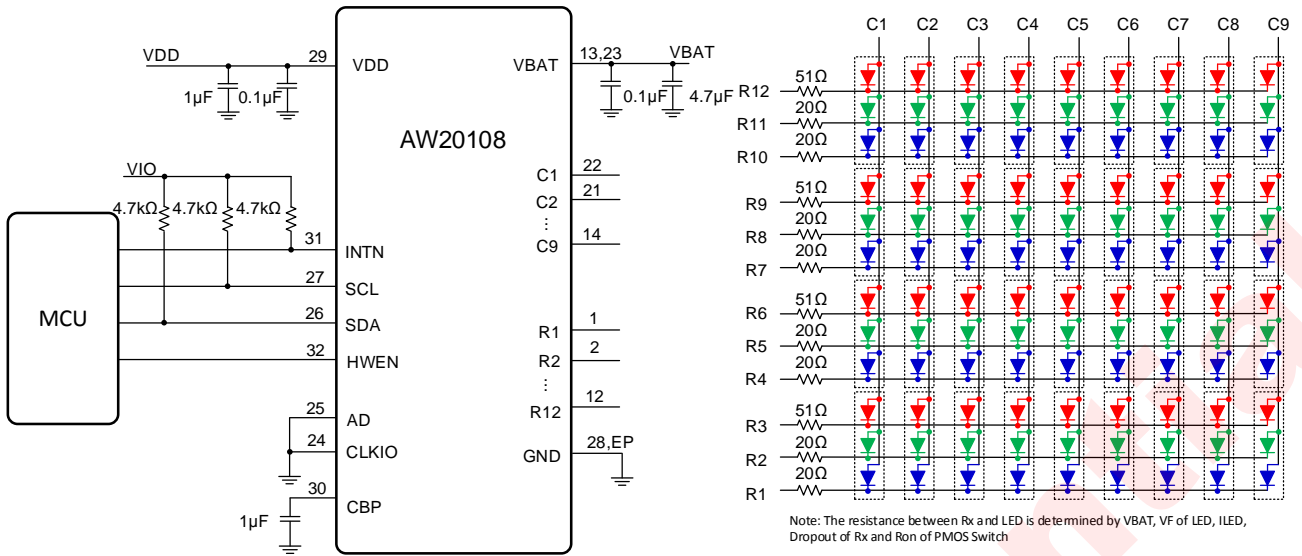 VDD
29
VDD
1µF
0.1µF
VBAT
13,23
VBAT
0.1µF
4.7µF
AW20108
C1
22
C2
21
⋮
C9
14
VIO
4.7kΩ
4.7kΩ
4.7kΩ
31
INTN
27
SCL
26
SDA
32
HWEN
MCU
R1
1
R2
2
⋮
R12
12
25
AD
24
CLKIO
GND
28,EP
30
CBP
1µF
C1 C2 C3 C4 C5 C6 C7 C8 C9
51Ω
R12
20Ω
R11
20Ω
R10
51Ω
R9
20Ω
R8
20Ω
R7
51Ω
R6
20Ω
R5
20Ω
R4
51Ω
R3
20Ω
R2
20Ω
R1
Note: The resistance between Rx and LED is determined by VBAT, VF of LED, ILED,
Dropout of Rx and Ron of PMOS Switch